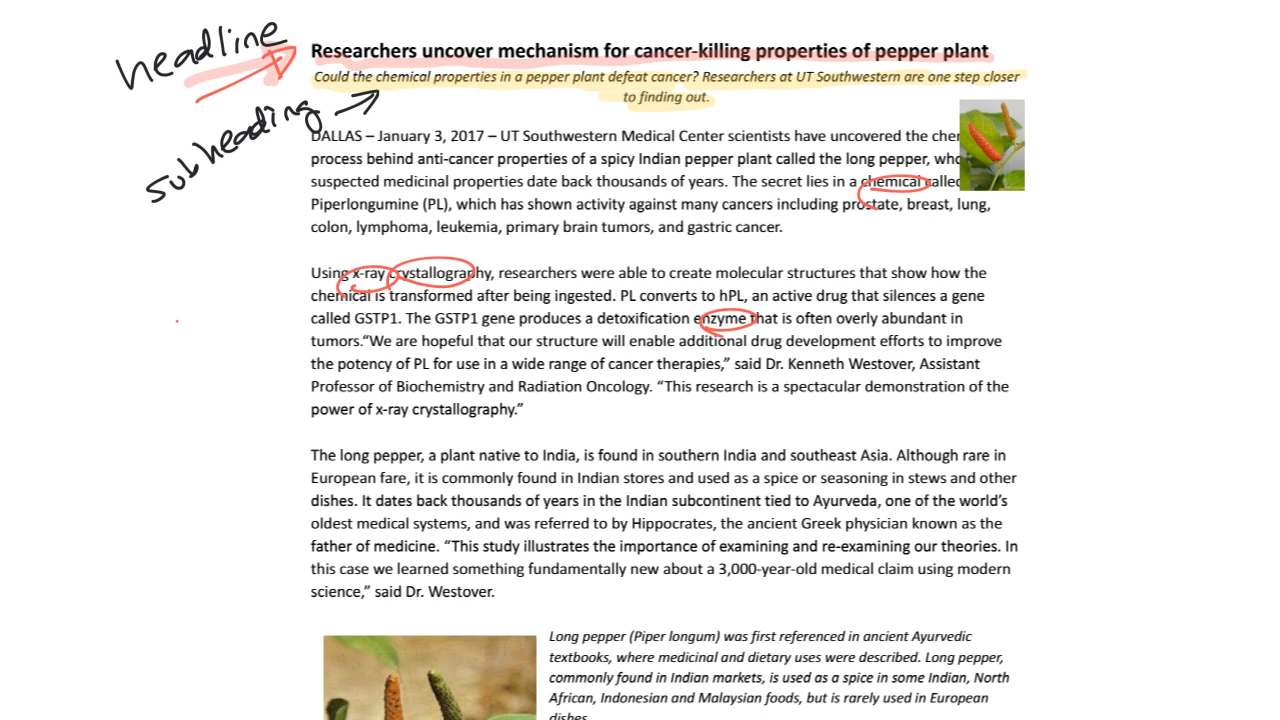 headline
Researchers uncover mechanism for cancer-killing properties of pepper plant
Could the chemical properties in a pepper plant defeat cancer? Researchers at UT Southwestern are one step closer
to finding out.
subheading
DALLAS – January 3, 2017 – UT Southwestern Medical Center scientists have uncovered the
process behind anti-cancer properties of a spicy Indian pepper plant called the long pepper,
suspected medicinal properties date back thousands of years. The secret lies in a chemical called
Piperlongumine (PL), which has shown activity against many cancers including prostate, breast, lung,
colon, lymphoma, leukemia, primary brain tumors, and gastric cancer.
Using x-ray crystallography, researchers were able to create molecular structures that show how the
chemical is transformed after being ingested. PL converts to hPL, an active drug that silences a gene
called GSTP1. The GSTP1 gene produces a detoxification enzyme that is often overly abundant in
tumors.“We are hopeful that our structure will enable additional drug development efforts to improve
the potency of PL for use in a wide range of cancer therapies,” said Dr. Kenneth Westover, Assistant
Professor of Biochemistry and Radiation Oncology. “This research is a spectacular demonstration of the
power of x-ray crystallography.”
The long pepper, a plant native to India, is found in southern India and southeast Asia. Although rare in
European fare, it is commonly found in Indian stores and used as a spice or seasoning in stews and other
dishes. It dates back thousands of years in the Indian subcontinent tied to Ayurveda, one of the world’s
oldest medical systems, and was referred to by Hippocrates, the ancient Greek physician known as the
father of medicine. “This study illustrates the importance of examining and re-examining our theories. In
this case we learned something fundamentally new about a 3,000-year-old medical claim using modern
science,” said Dr. Westover.
Long pepper (Piper longum) was first referenced in ancient Ayurvedic
textbooks, where medicinal and dietary uses were described. Long pepper,
commonly found in Indian markets, is used as a spice in some Indian, North
African, Indonesian and Malaysian foods, but is rarely used in European
dishes.